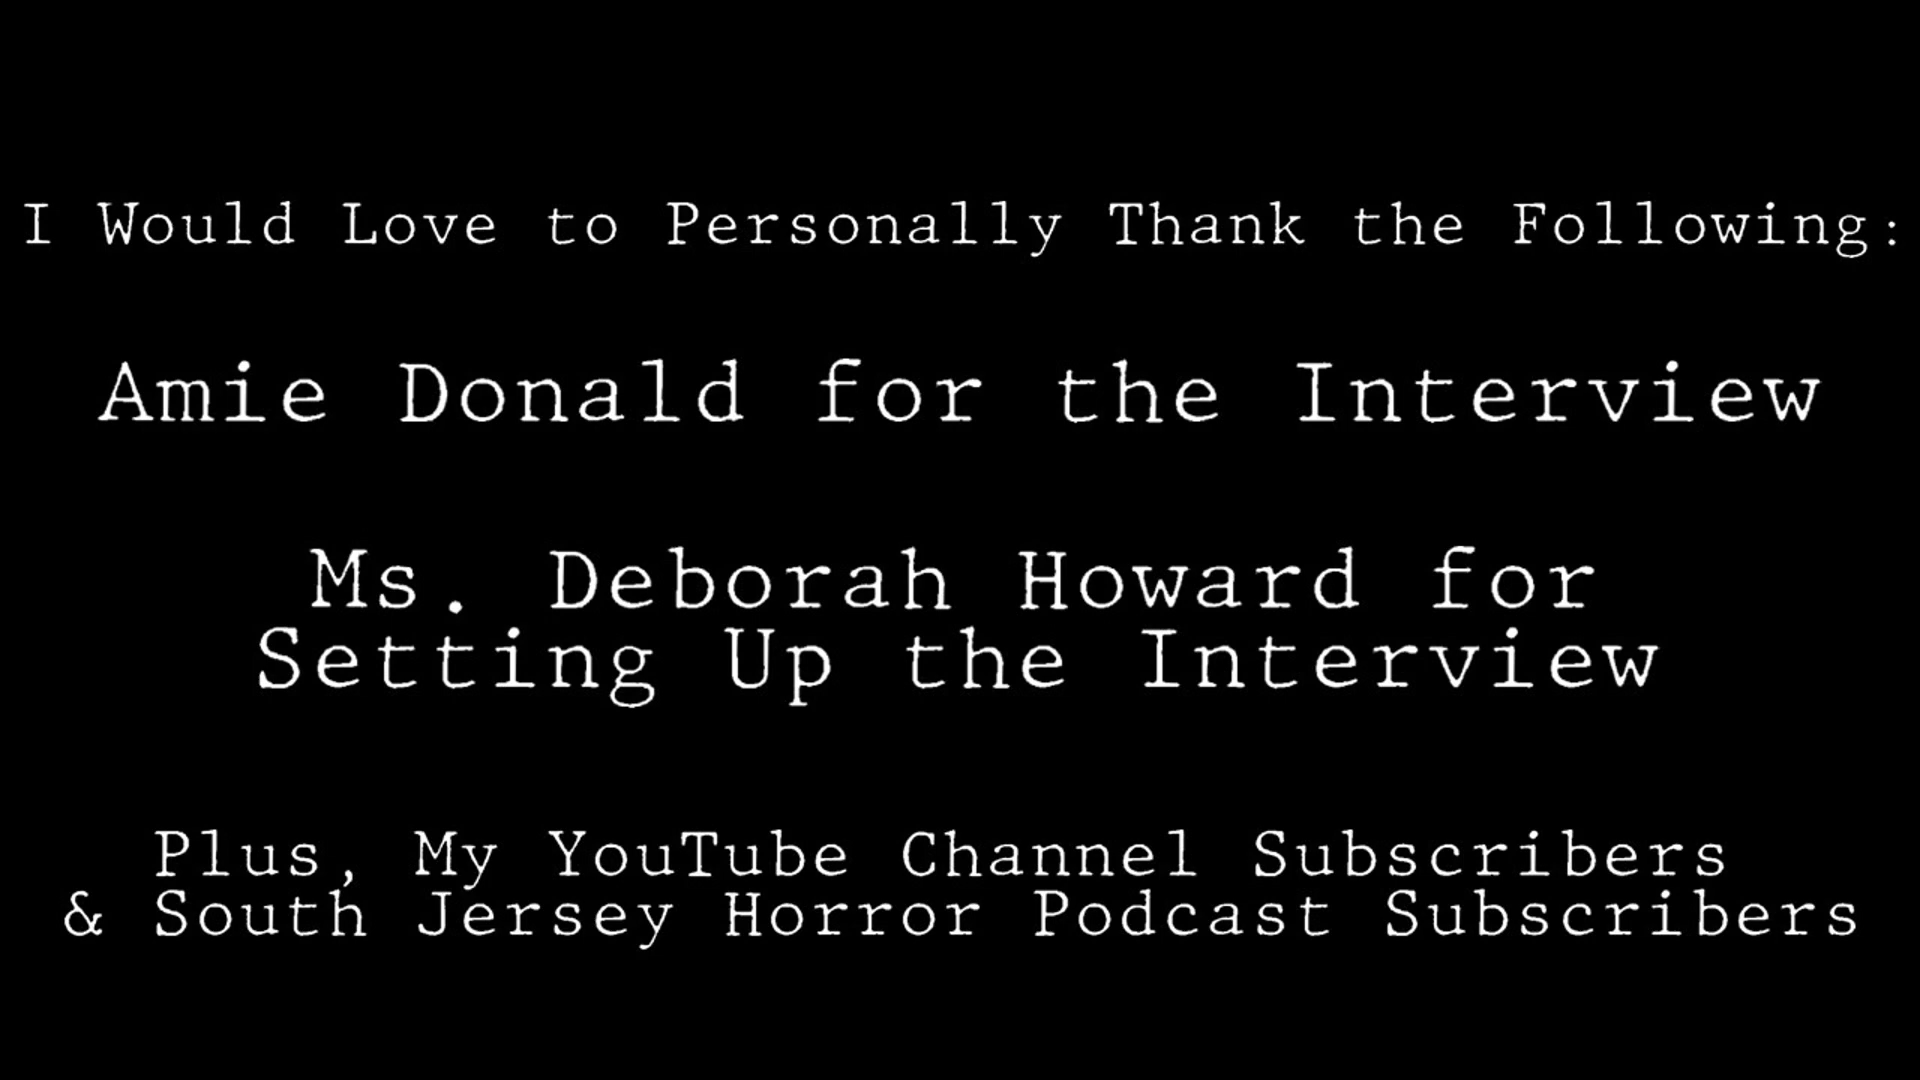 I Would Love to Personally Thank the Following:
Amie Donald for the Interview
Ms. Deborah Howard for
Setting Up the Interview
Plus, My YouTube Channel Subscribers
& South Jersey Horror Podcast Subscribers